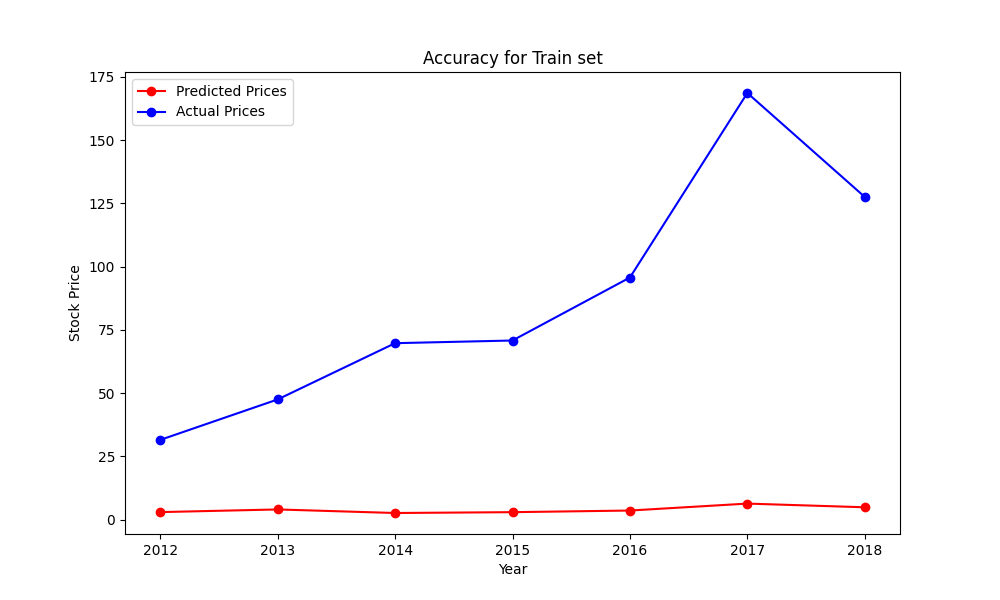 Accuracy for Train set
Predicted Prices
Actual Prices
175
150
125
100
75
50
25
0
Stock Price
2012 2013 2014 2015 2016 2017 2018
Year